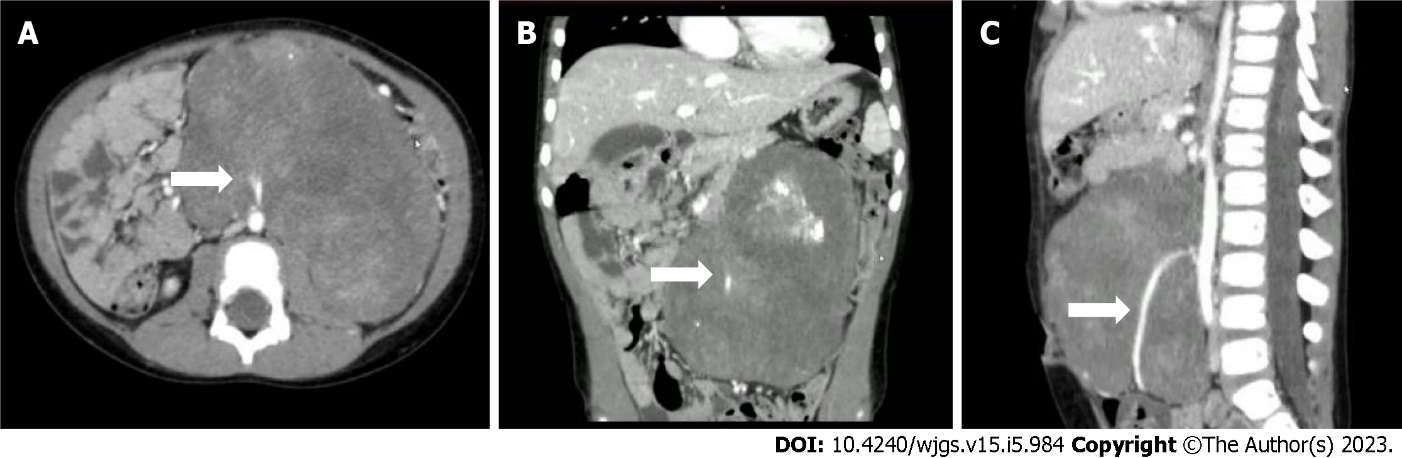 A
B
C
DOI: 10.4240/wjgs.v15.i5.984 Copyright ©The Author(s) 2023.